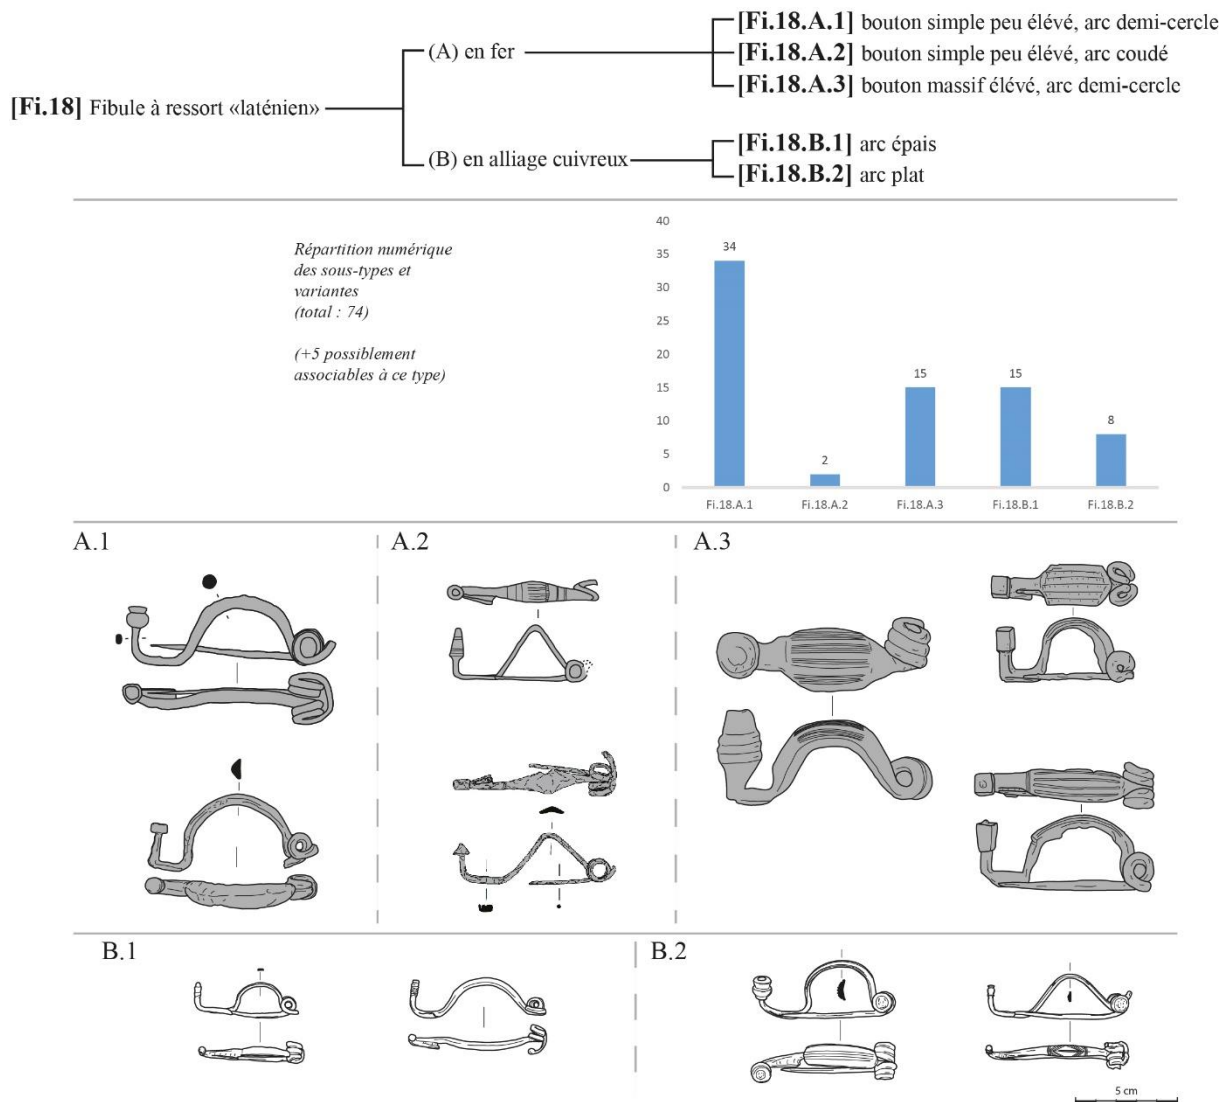 [Fi.18] Fibule à ressort «laténien»
(A) en fer
[Fi.18.A.1] bouton simple peu élévé, arc demi-cercle
[Fi.18.A.2] bouton simple peu élévé, arc coudé
[Fi.18.A.3] bouton massif élévé, arc demi-cercle
(B) en alliage cuivreux
[Fi.18.B.1] arc épais
[Fi.18.B.2] arc plat
Répartition numérique
des sous-types et
variantes
(total : 74)
(+5 possiblement
associables à ce type)
40
35
30
25
20
15
10
5
0
34
2
15
15
8
Fi.18.A.1
Fi.18.A.2
Fi.18.A.3
Fi.18.B.1
Fi.18.B.2
A.1
A.2
A.3
B.1
B.2
5 cm